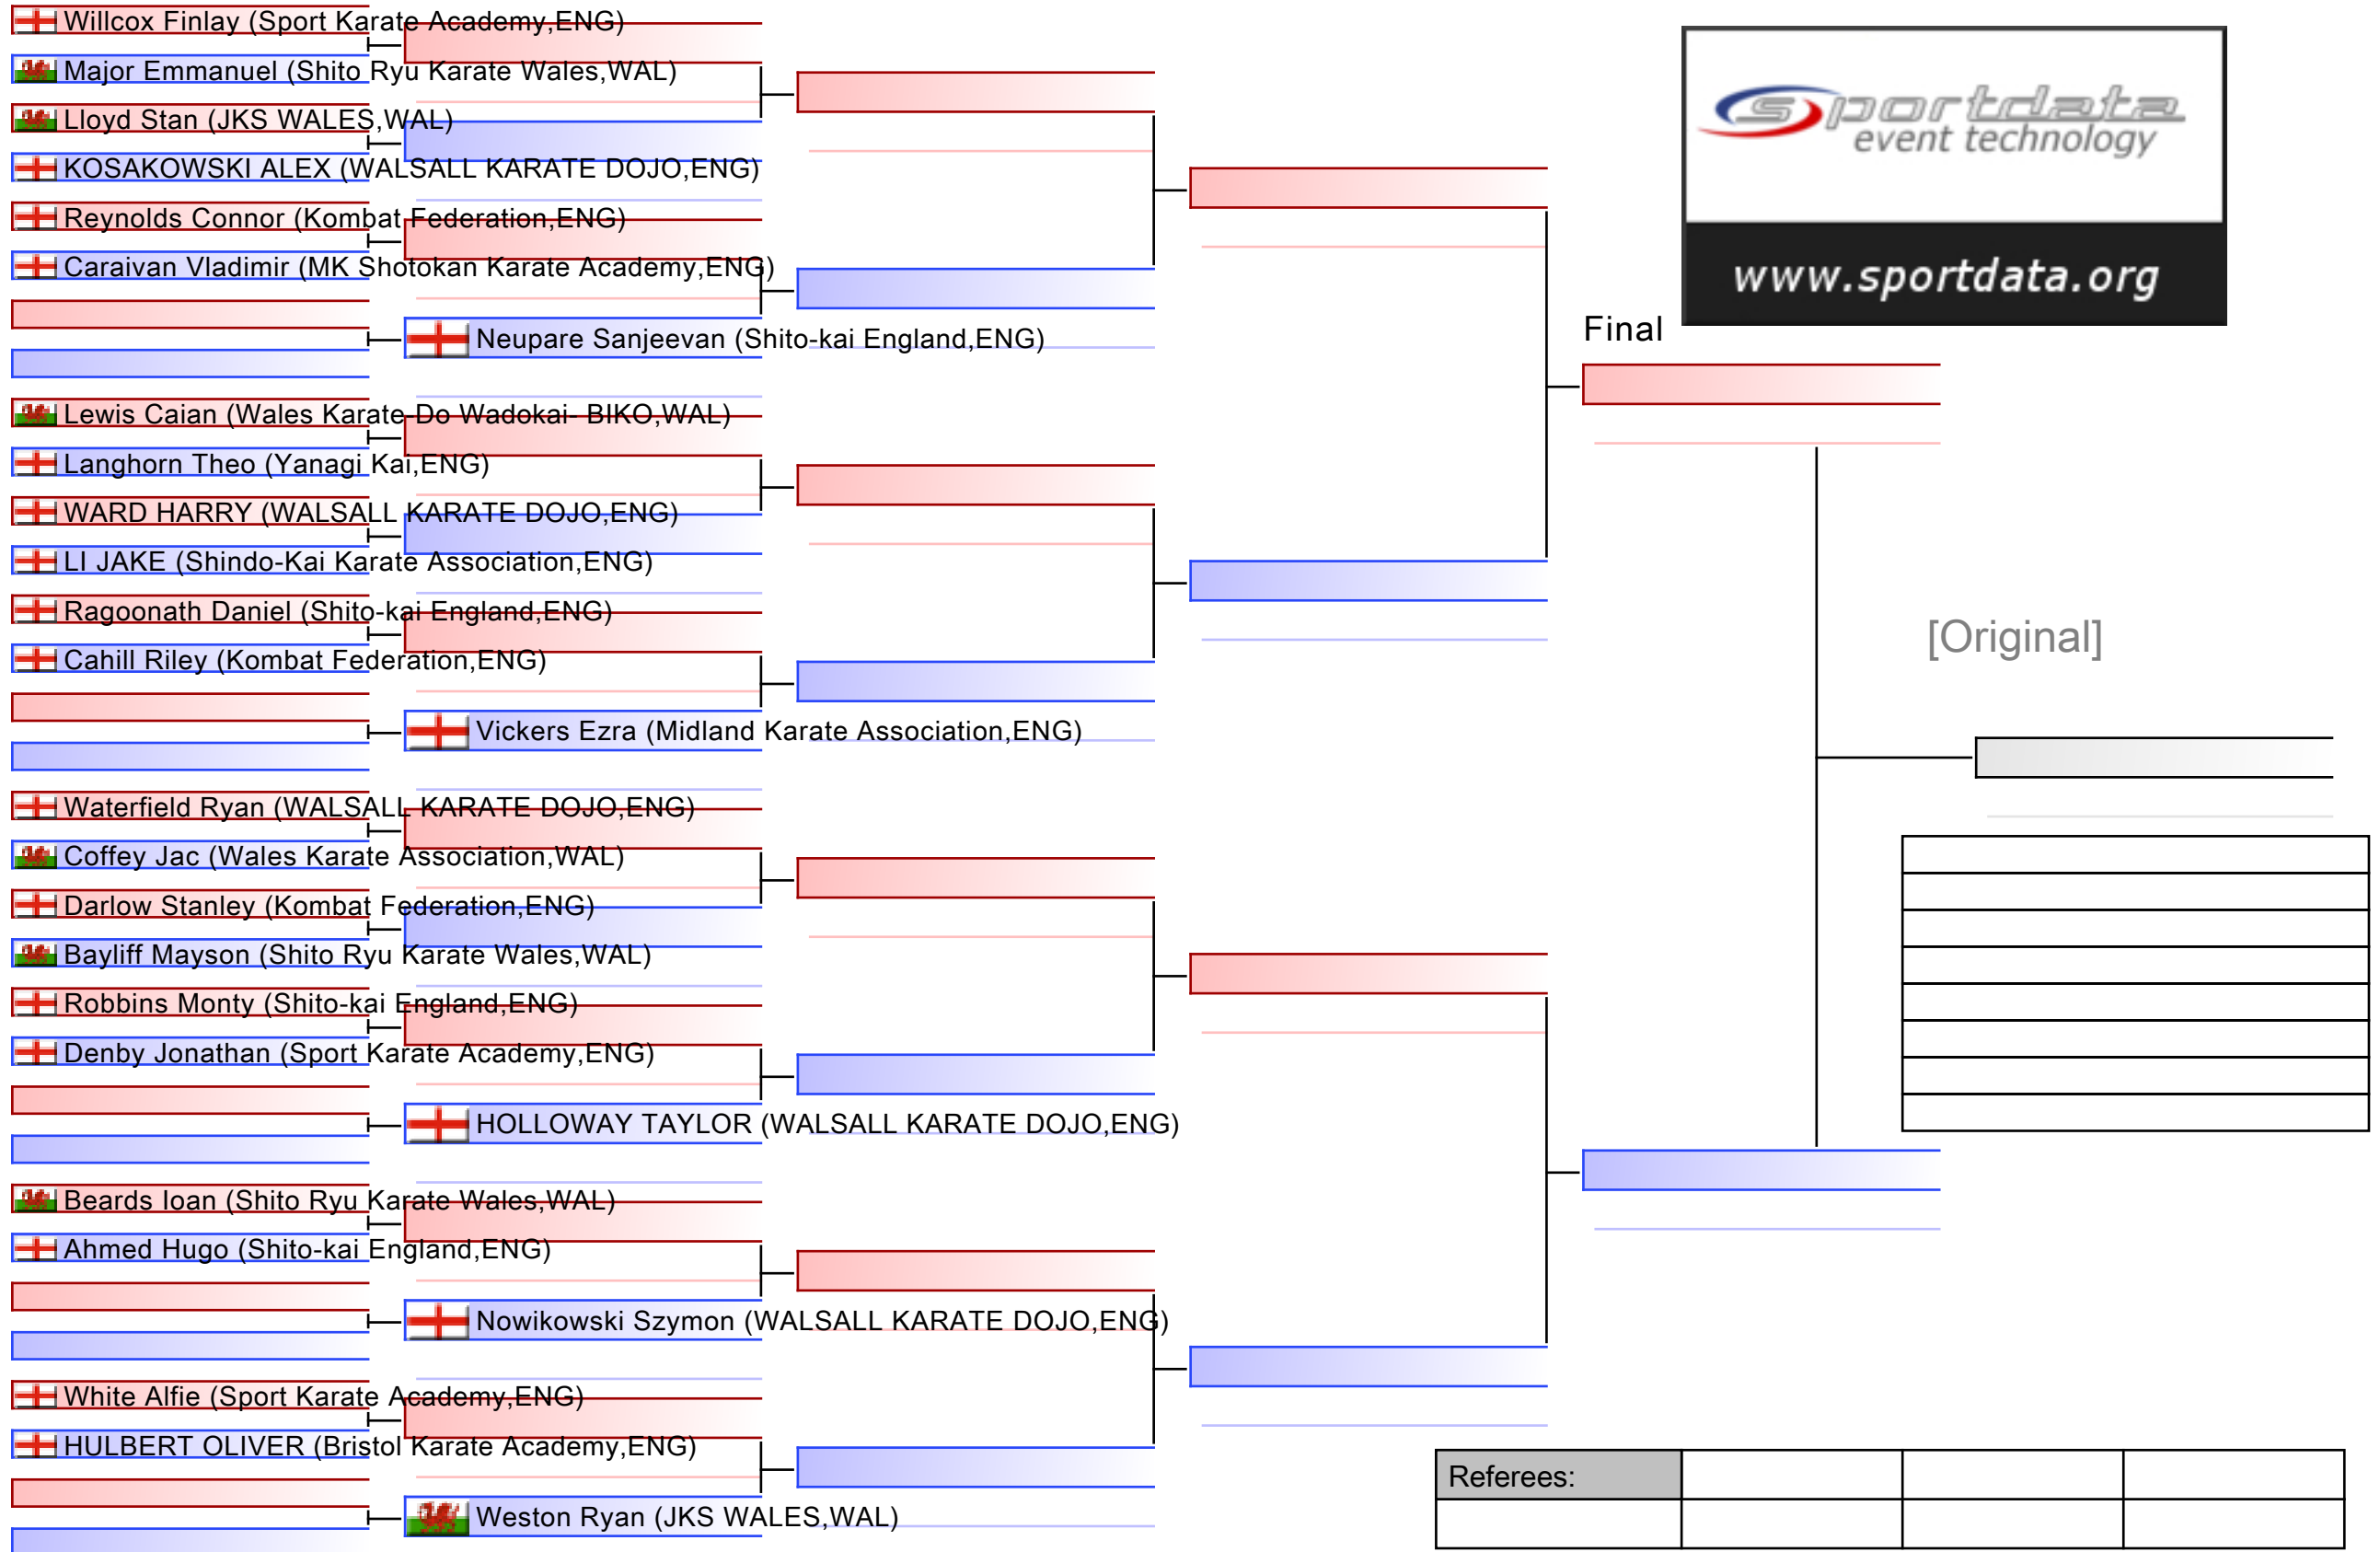 Willcox Finlay (Sport Karate Academy,ENG)
Major Emmanuel (Shito Ryu Karate Wales,WAL)
Lloyd Stan (JKS WALES,WAL)
KOSAKOWSKI ALEX (WALSALL KARATE DOJO,ENG)
Reynolds Connor (Kombat Federation,ENG)
Caraivan Vladimir (MK Shotokan Karate Academy,ENG)
Neupare Sanjeevan (Shito-kai England,ENG)
Lewis Caian (Wales Karate-Do Wadokai- BIKO,WAL)
Langhorn Theo (Yanagi Kai,ENG)
WARD HARRY (WALSALL KARATE DOJO,ENG)
LI JAKE (Shindo-Kai Karate Association,ENG)
Ragoonath Daniel (Shito-kai England,ENG)
Cahill Riley (Kombat Federation,ENG)
Vickers Ezra (Midland Karate Association,ENG)
Waterfield Ryan (WALSALL KARATE DOJO,ENG)
Coffey Jac (Wales Karate Association,WAL)
Darlow Stanley (Kombat Federation,ENG)
Bayliff Mayson (Shito Ryu Karate Wales,WAL)
Robbins Monty (Shito-kai England,ENG)
Denby Jonathan (Sport Karate Academy,ENG)
HOLLOWAY TAYLOR (WALSALL KARATE DOJO,ENG)
Beards Ioan (Shito Ryu Karate Wales,WAL)
Ahmed Hugo (Shito-kai England,ENG)
Nowikowski Szymon (WALSALL KARATE DOJO,ENG)
White Alfie (Sport Karate Academy,ENG)
HULBERT OLIVER (Bristol Karate Academy,ENG)
Weston Ryan (JKS WALES,WAL)
sportdata
event technology
www.sportdata.org
Final
[Original]
Referees: